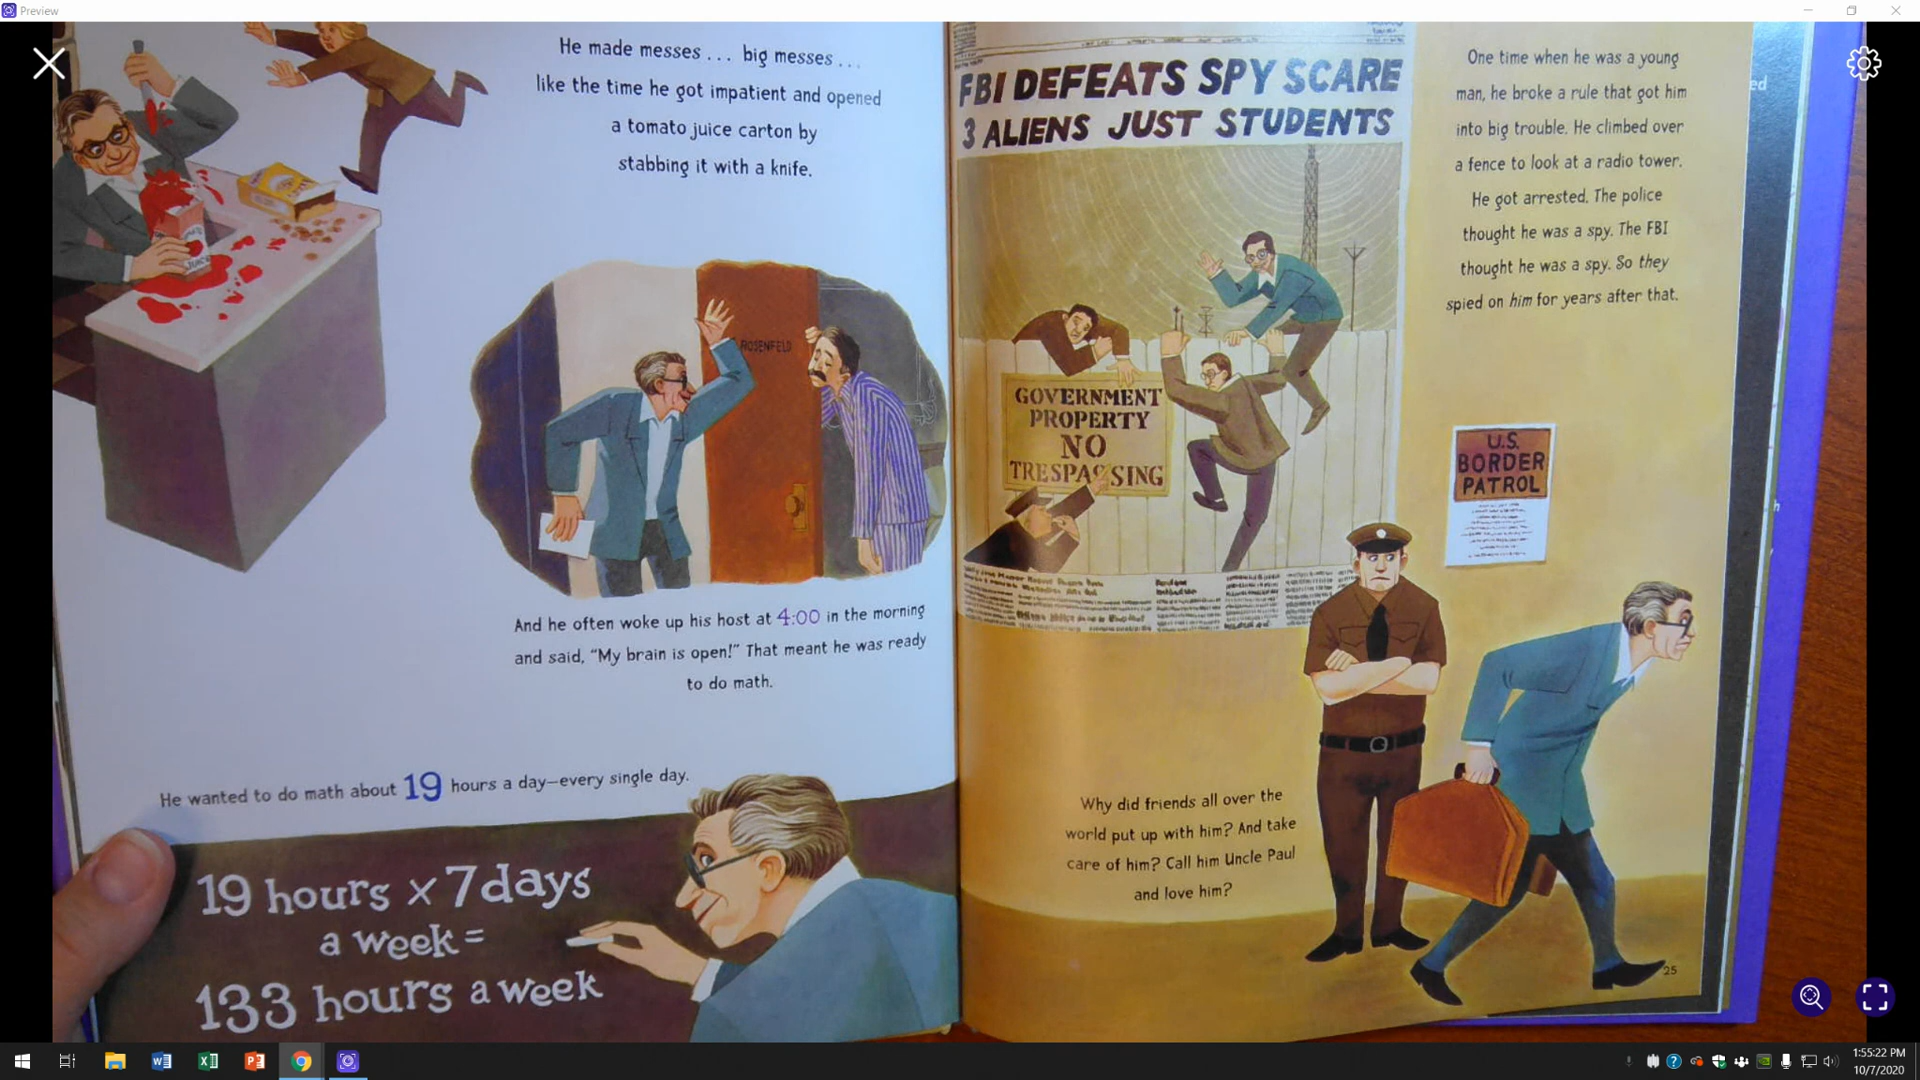 Preview
He made messes . . . big messes . . .
like the time he got impatient and opened
a tomato juice carton by
stabbing it with a knife.
JUICE
ROSENFELD
And he often woke up his host at 4:00 in the morning
and said, “My brain is open!” That meant he was ready
to do math.
He wanted to do math about 19 hours a day—every single day.
19 hours x 7 days
a week =
133 hours a week
FBI DEFEATS SPY SCARE
3 ALIENS JUST STUDENTS
GOVERNMENT
PROPERTY
NO
TRESPASSING
One time when he was a young
man, he broke a rule that got him
into big trouble. He climbed over
a fence to look at a radio tower.
He got arrested. The police
thought he was a spy. The FBI
thought he was a spy. So they
spied on him for years after that.
U.S.
BORDER
PATROL
Why did friends all over the
world put up with him? And take
care of him? Call him Uncle Paul
and love him?
25
ed
h
1:55:22 PM
10/7/2020